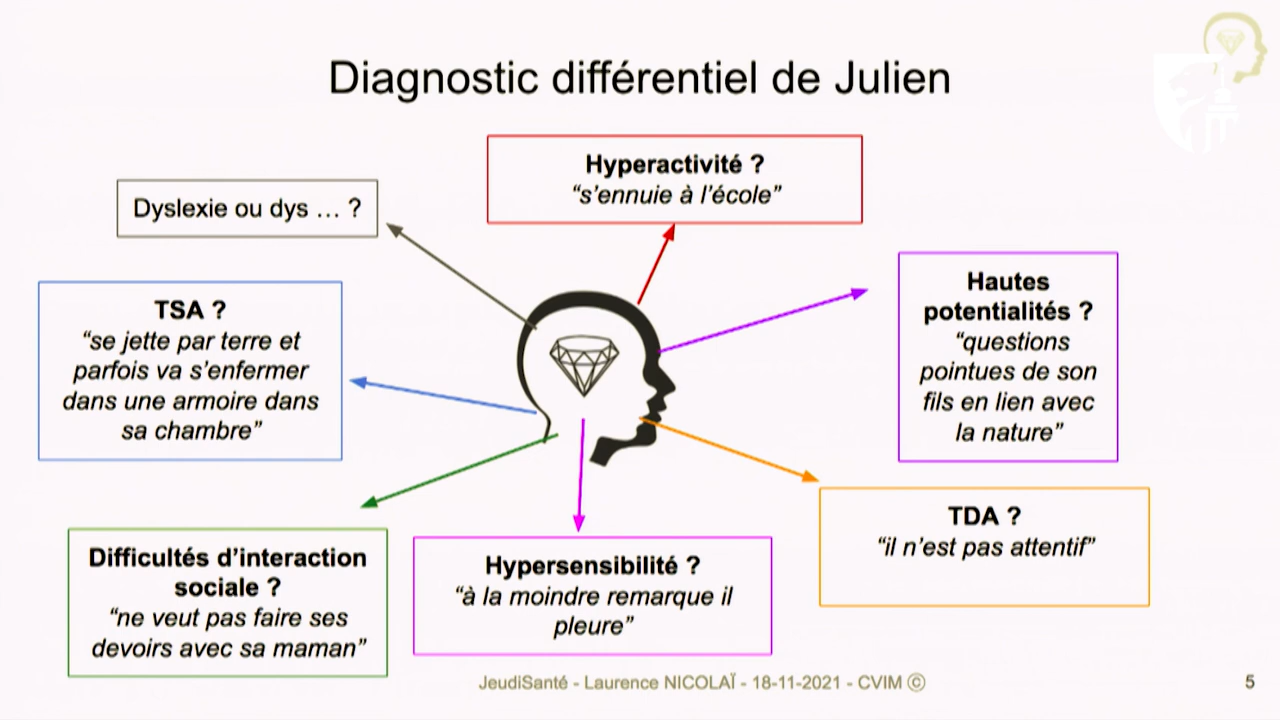 Diagnostic différentiel de Julien
Hyperactivité ?
“s’ennuie à l’école”
Dyslexie ou dys … ?
Hautes
potentialités ?
“questions
pointues de son
fils en lien avec
la nature”
TSA ?
“se jette par terre et
parfois va s’enfermer
dans une armoire dans
sa chambre”
TDA ?
“il n’est pas attentif”
Difficultés d’interaction
sociale ?
“ne veut pas faire ses
devoirs avec sa maman”
Hypersensibilité ?
“à la moindre remarque il
pleure”
JeudiSanté - Laurence NICOLAÏ - 18-11-2021 - CVIM ©
5